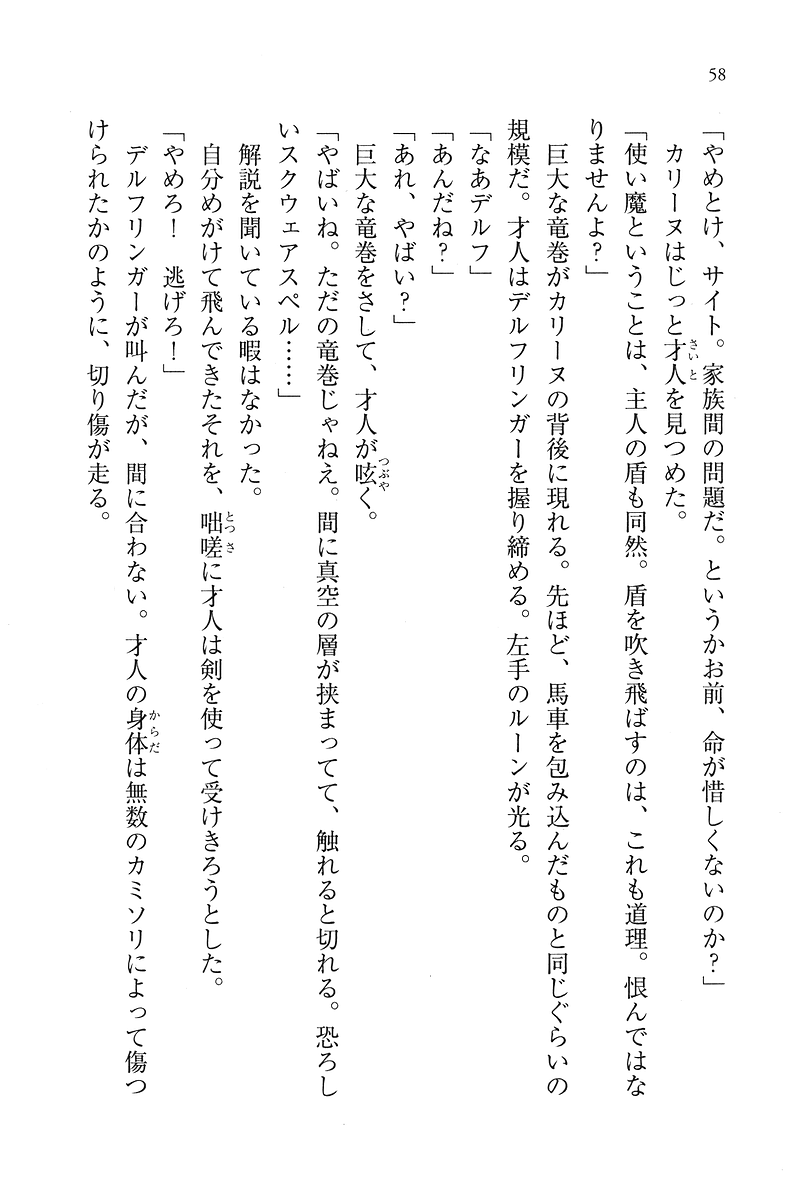 58
「やめとけ、サイト。家族間の問題だ。というかお前、命が惜しくないのか？」
カリーヌはじっと才人を見つめた。
「使い魔ということは、主人の盾も同然。盾を吹き飛ばすのは、これも道理。恨んではな
りませんよ？」
巨大な竜巻がカリーヌの背後に現れる。先ほど、馬車を包み込んだものと同じぐらいの
規模だ。才人はデルフリンガーを握り締める。左手のルーンが光る。
「なあデルフ」
「あんだね？」
「あれ、やばい？」
巨大な竜巻をさして、才人が呟く。
「やばいね。ただの竜巻じゃねえ。間に真空の層が挟まってて、触れると切れる。恐ろし
いスクウェアスペル……」
解説を聞いている暇はなかった。
自分めがけて飛んできたそれを、咄嗟に才人は剣を使って受けきろうとした。
「やめろ！　逃げろ！」
デルフリンガーが叫んだが、間に合わない。才人の身体は無数のカミソリによって傷つ
けられたかのように、切り傷が走る。